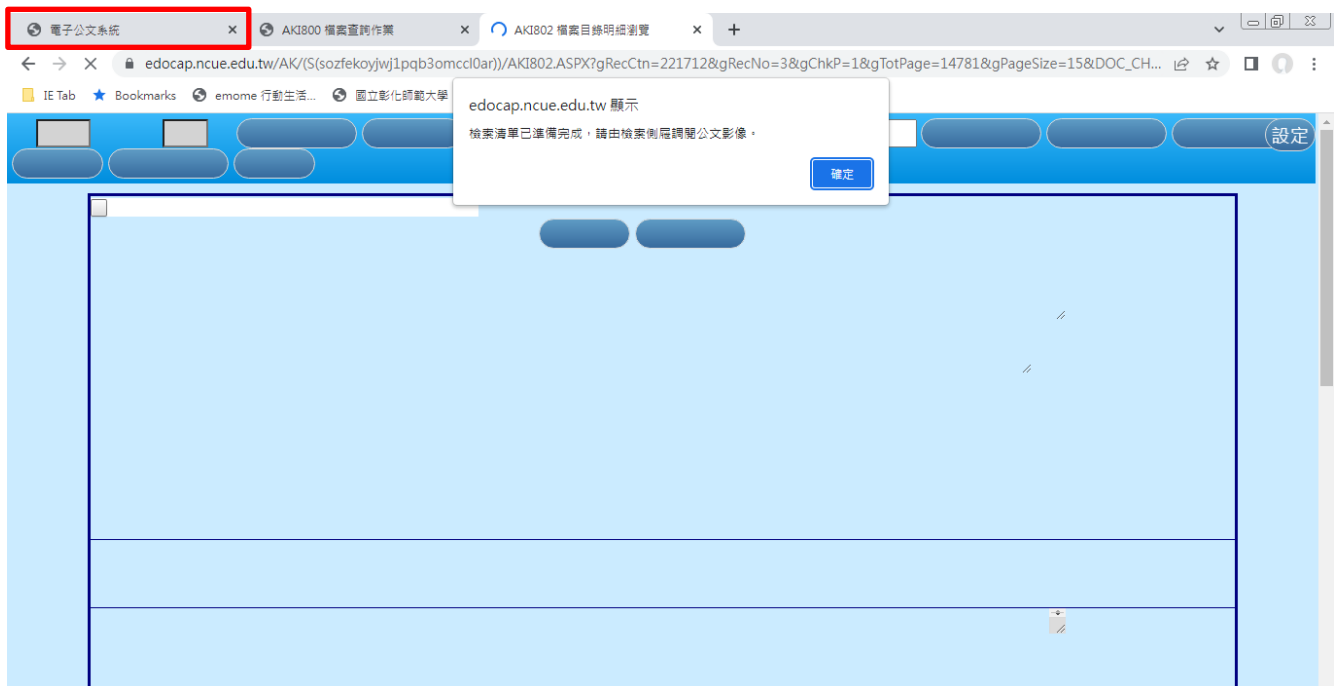 電子公文系統
AKI800 檔案查詢作業
AKI802 檔案目錄明細瀏覽
edocap.ncue.edu.tw/AK/(S(sozfekoyjwj1pqb3omccl0ar))/AKI802.ASPX?gRecCtn=221712&gRecNo=3&gChkP=1&gTotPage=14781&gPageSize=15&DOC_CH...
IE Tab
Bookmarks
emome 行動生活...
國立彰化師範大學
edocap.ncue.edu.tw 顯示
檢索清單已準備完成，請由檢索側屜調閱公文影像。
確定
設定